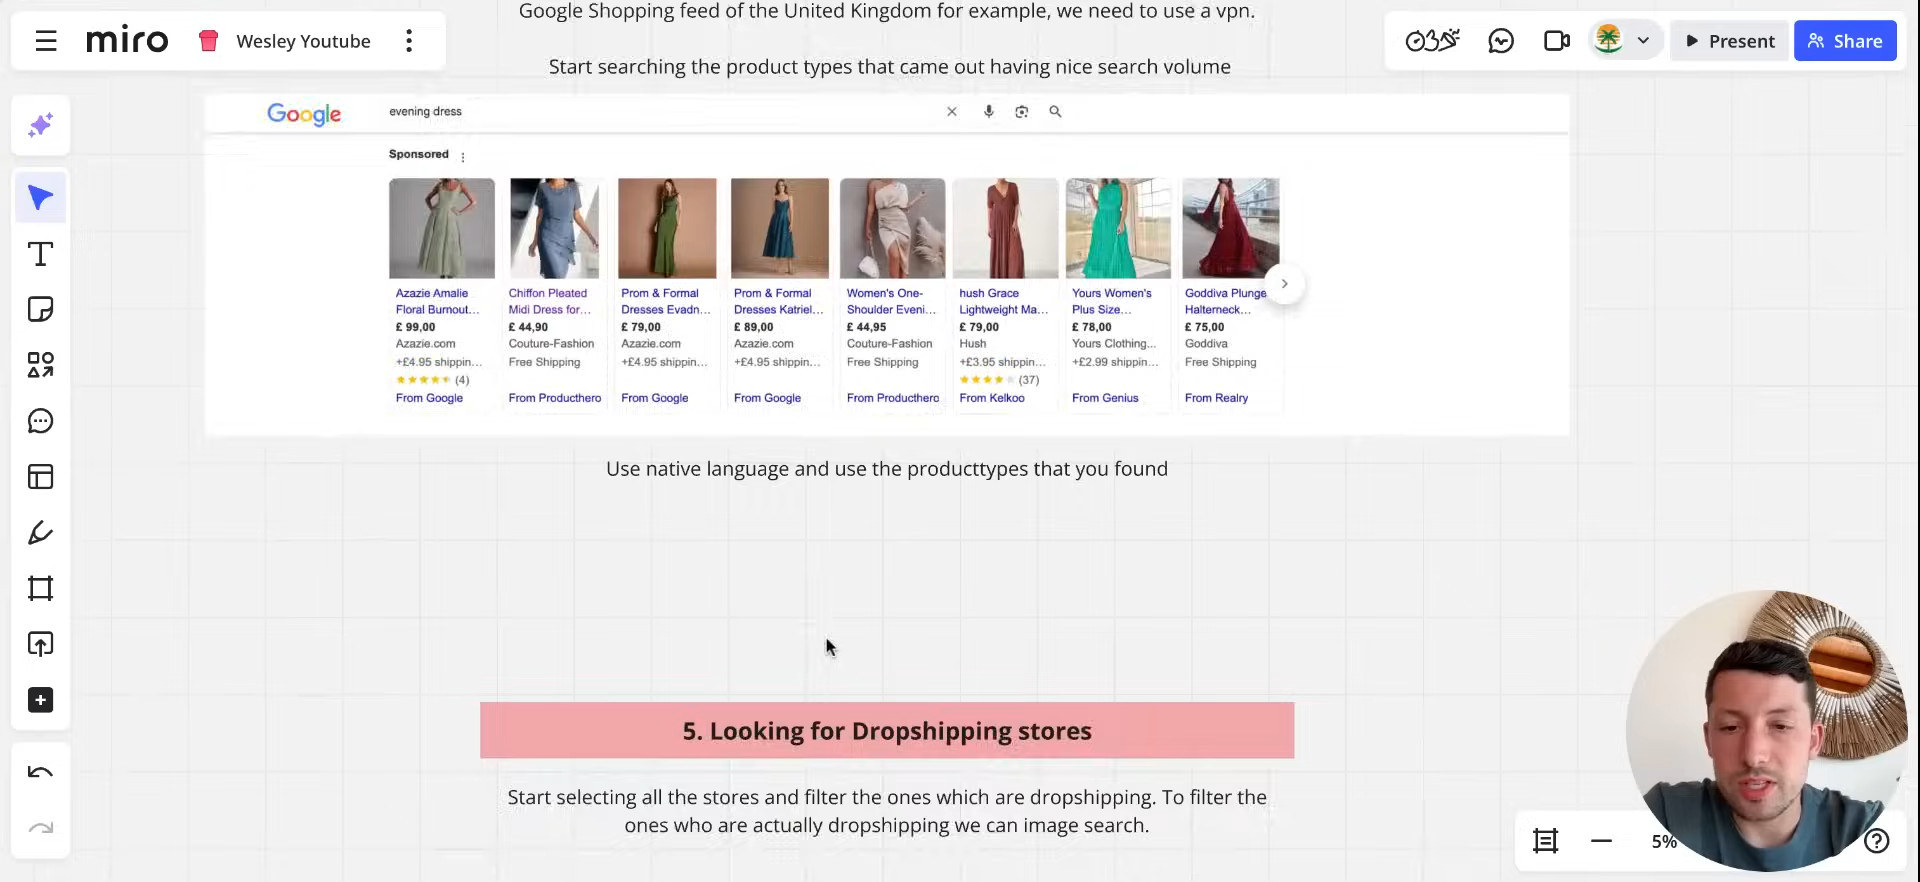 Google Shopping feed of the United Kingdom for example, we need to use a vpn.
miro
Wesley Youtube
Present
Share
Start searching the product types that came out having nice search volume
Google
evening dress
Sponsored
Azazie Amalie
Floral Burnout...
£ 99,00
Azazie.com
+£4.95 shippin...
(4)
From Google
Chiffon Pleated
Midi Dress for...
£ 44,90
Couture-Fashion
Free Shipping
From Producthero
Prom & Formal
Dresses Evadn...
£ 79,00
Azazie.com
+£4.95 shippin...
From Google
Prom & Formal
Dresses Katriel...
£ 89,00
Azazie.com
+£4.95 shippin...
From Google
Women's One-
Shoulder Eveni...
£ 44,95
Couture-Fashion
Free Shipping
From Producthero
hush Grace
Lightweight Ma...
£ 79,00
Hush
+£3.95 shippin...
(37)
From Kelkoo
Yours Women's
Plus Size...
£ 78,00
Yours Clothing...
+£2.99 shippin...
From Genius
Goddiva Plunge
Halterneck...
£ 75,00
Goddiva
Free Shipping
From Realry
Use native language and use the producttypes that you found
5. Looking for Dropshipping stores
Start selecting all the stores and filter the ones which are dropshipping. To filter the
ones who are actually dropshipping we can image search.
5%